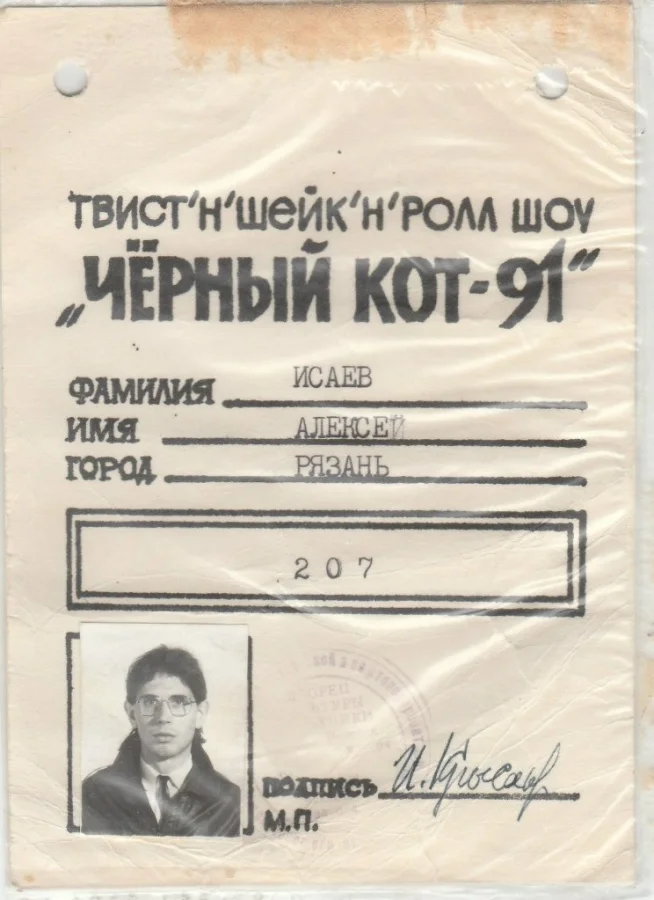 ТВИСТ'Н'ШЕЙК'Н'РОЛЛ ШОУ
„ЧЁРНЫЙ КОТ-91"
ФАМИЛИЯ ИСАЕВ
ИМЯ АЛЕКСЕЙ
ГОРОД РЯЗАНЬ
207
ПОДПИСЬ
М.П.